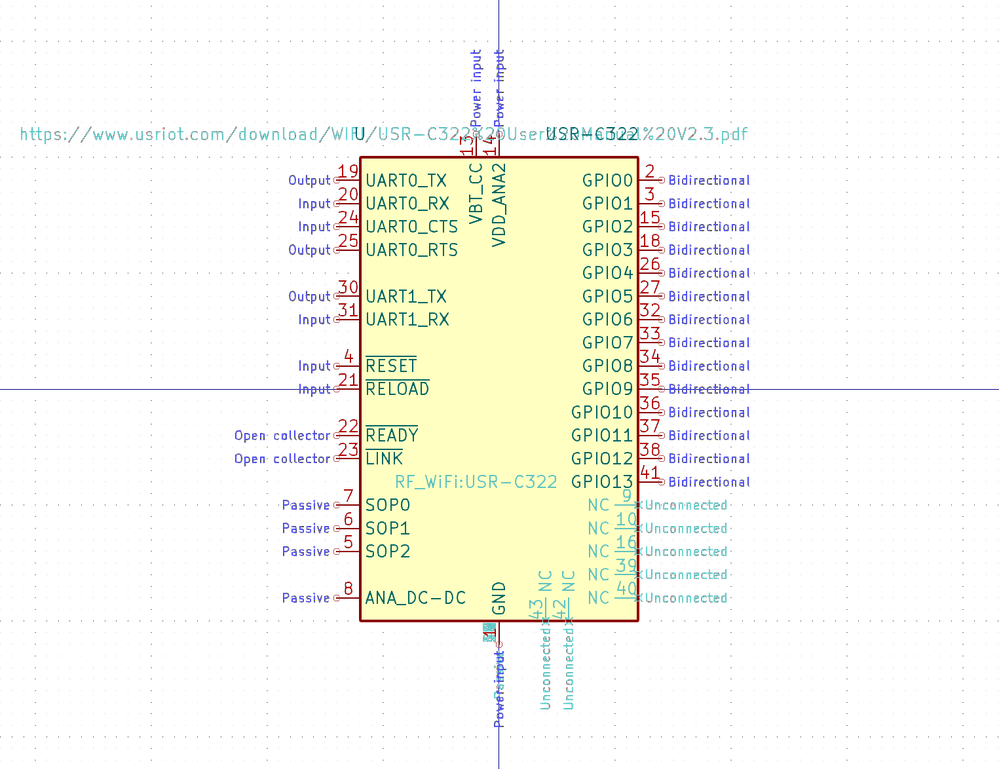 Power input
Power input
https://www.usriot.com/download/WIFI/USR-C322%20User%20Manual%20V2.3.pdf
U
USR-C322
13
14
VBT_CC
VDD_ANA2
Output 19 UART0_TX
Input 20 UART0_RX
Input 24 UART0_CTS
Output 25 UART0_RTS
Output 30 UART1_TX
Input 31 UART1_RX
Input 4 RESET
Input 21 RELOAD
Open collector 22 READY
Open collector 23 LINK
RF_WiFi:USR-C322
Passive 7 SOP0
Passive 6 SOP1
Passive 5 SOP2
Passive 8 ANA_DC-DC
GPIO0 2 Bidirectional
GPIO1 3 Bidirectional
GPIO2 15 Bidirectional
GPIO3 18 Bidirectional
GPIO4 26 Bidirectional
GPIO5 27 Bidirectional
GPIO6 32 Bidirectional
GPIO7 33 Bidirectional
GPIO8 34 Bidirectional
GPIO9 35 Bidirectional
GPIO10 36 Bidirectional
GPIO11 37 Bidirectional
GPIO12 38 Bidirectional
GPIO13 41 Bidirectional
NC 9 Unconnected
NC 10 Unconnected
NC 16 Unconnected
NC 39 Unconnected
NC 40 Unconnected
GND
1
Power input
NC 43 Unconnected
NC 42 Unconnected